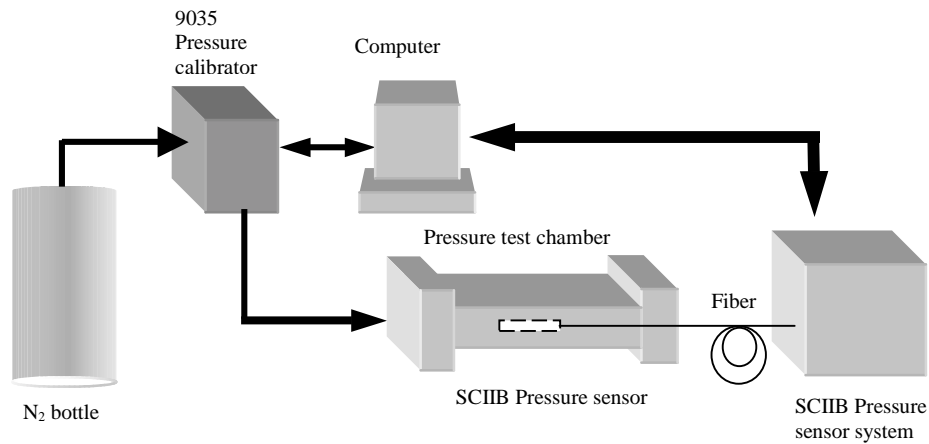 9035
Pressure
calibrator
Computer
Pressure test chamber
Fiber
SCIIB Pressure sensor
N₂ bottle
SCIIB Pressure
sensor system